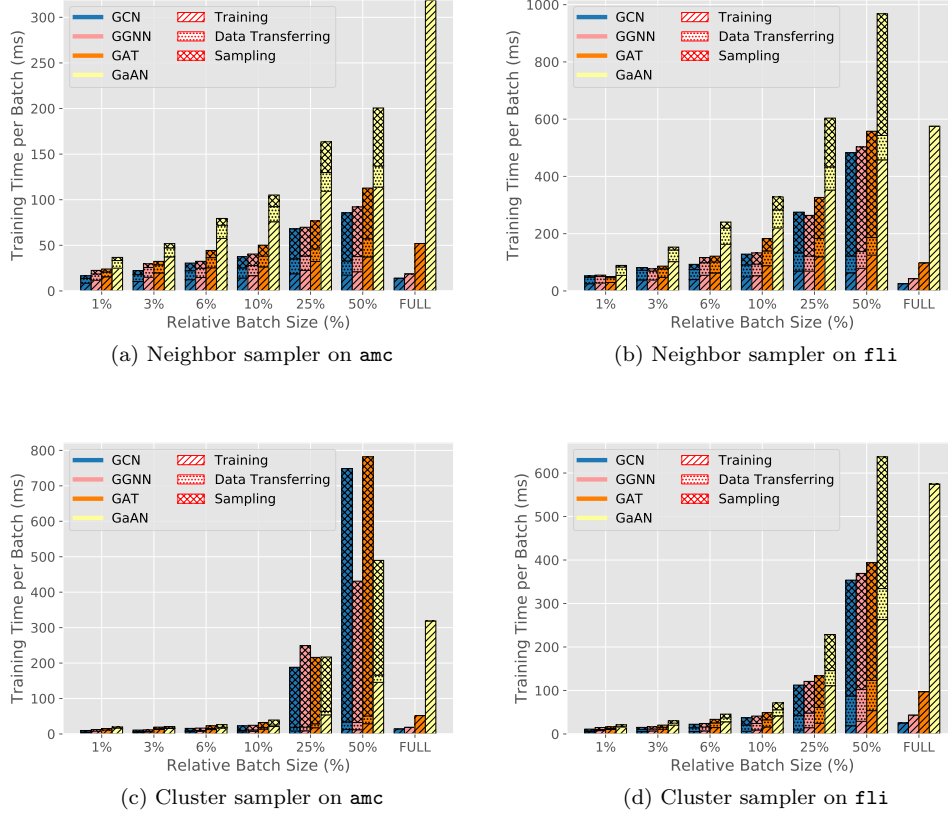 Training Time per Batch (ms)
300
250
200
150
100
50
0
GCN
GGNN
GAT
GaAN
Training
Data Transferring
Sampling
1% 3% 6% 10% 25% 50% FULL
Relative Batch Size (%)
(a) Neighbor sampler on amc
Training Time per Batch (ms)
1000
800
600
400
200
0
GCN
GGNN
GAT
GaAN
Training
Data Transferring
Sampling
1% 3% 6% 10% 25% 50% FULL
Relative Batch Size (%)
(b) Neighbor sampler on fli
Training Time per Batch (ms)
800
700
600
500
400
300
200
100
0
GCN
GGNN
GAT
GaAN
Training
Data Transferring
Sampling
1% 3% 6% 10% 25% 50% FULL
Relative Batch Size (%)
(c) Cluster sampler on amc
Training Time per Batch (ms)
600
500
400
300
200
100
0
GCN
GGNN
GAT
GaAN
Training
Data Transferring
Sampling
1% 3% 6% 10% 25% 50% FULL
Relative Batch Size (%)
(d) Cluster sampler on fli